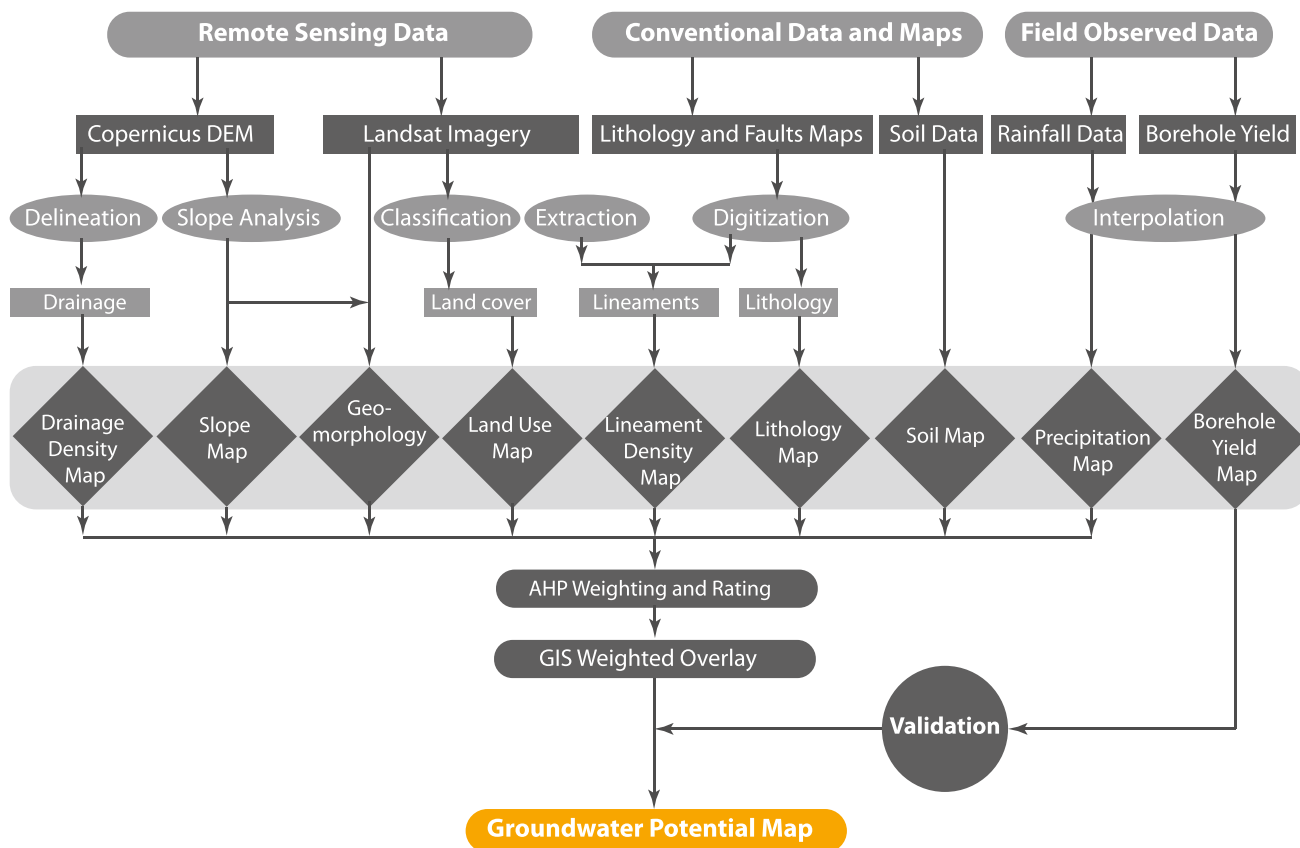 Remote Sensing Data
Conventional Data and Maps
Field Observed Data
Copernicus DEM
Landsat Imagery
Lithology and Faults Maps
Soil Data
Rainfall Data
Borehole Yield
Delineation
Slope Analysis
Classification
Extraction
Digitization
Interpolation
Drainage
Land cover
Lineaments
Lithology
Drainage
Density
Map
Slope
Map
Geo-
morphology
Land Use
Map
Lineament
Density
Map
Lithology
Map
Soil Map
Precipitation
Map
Borehole
Yield
Map
AHP Weighting and Rating
GIS Weighted Overlay
Validation
Groundwater Potential Map